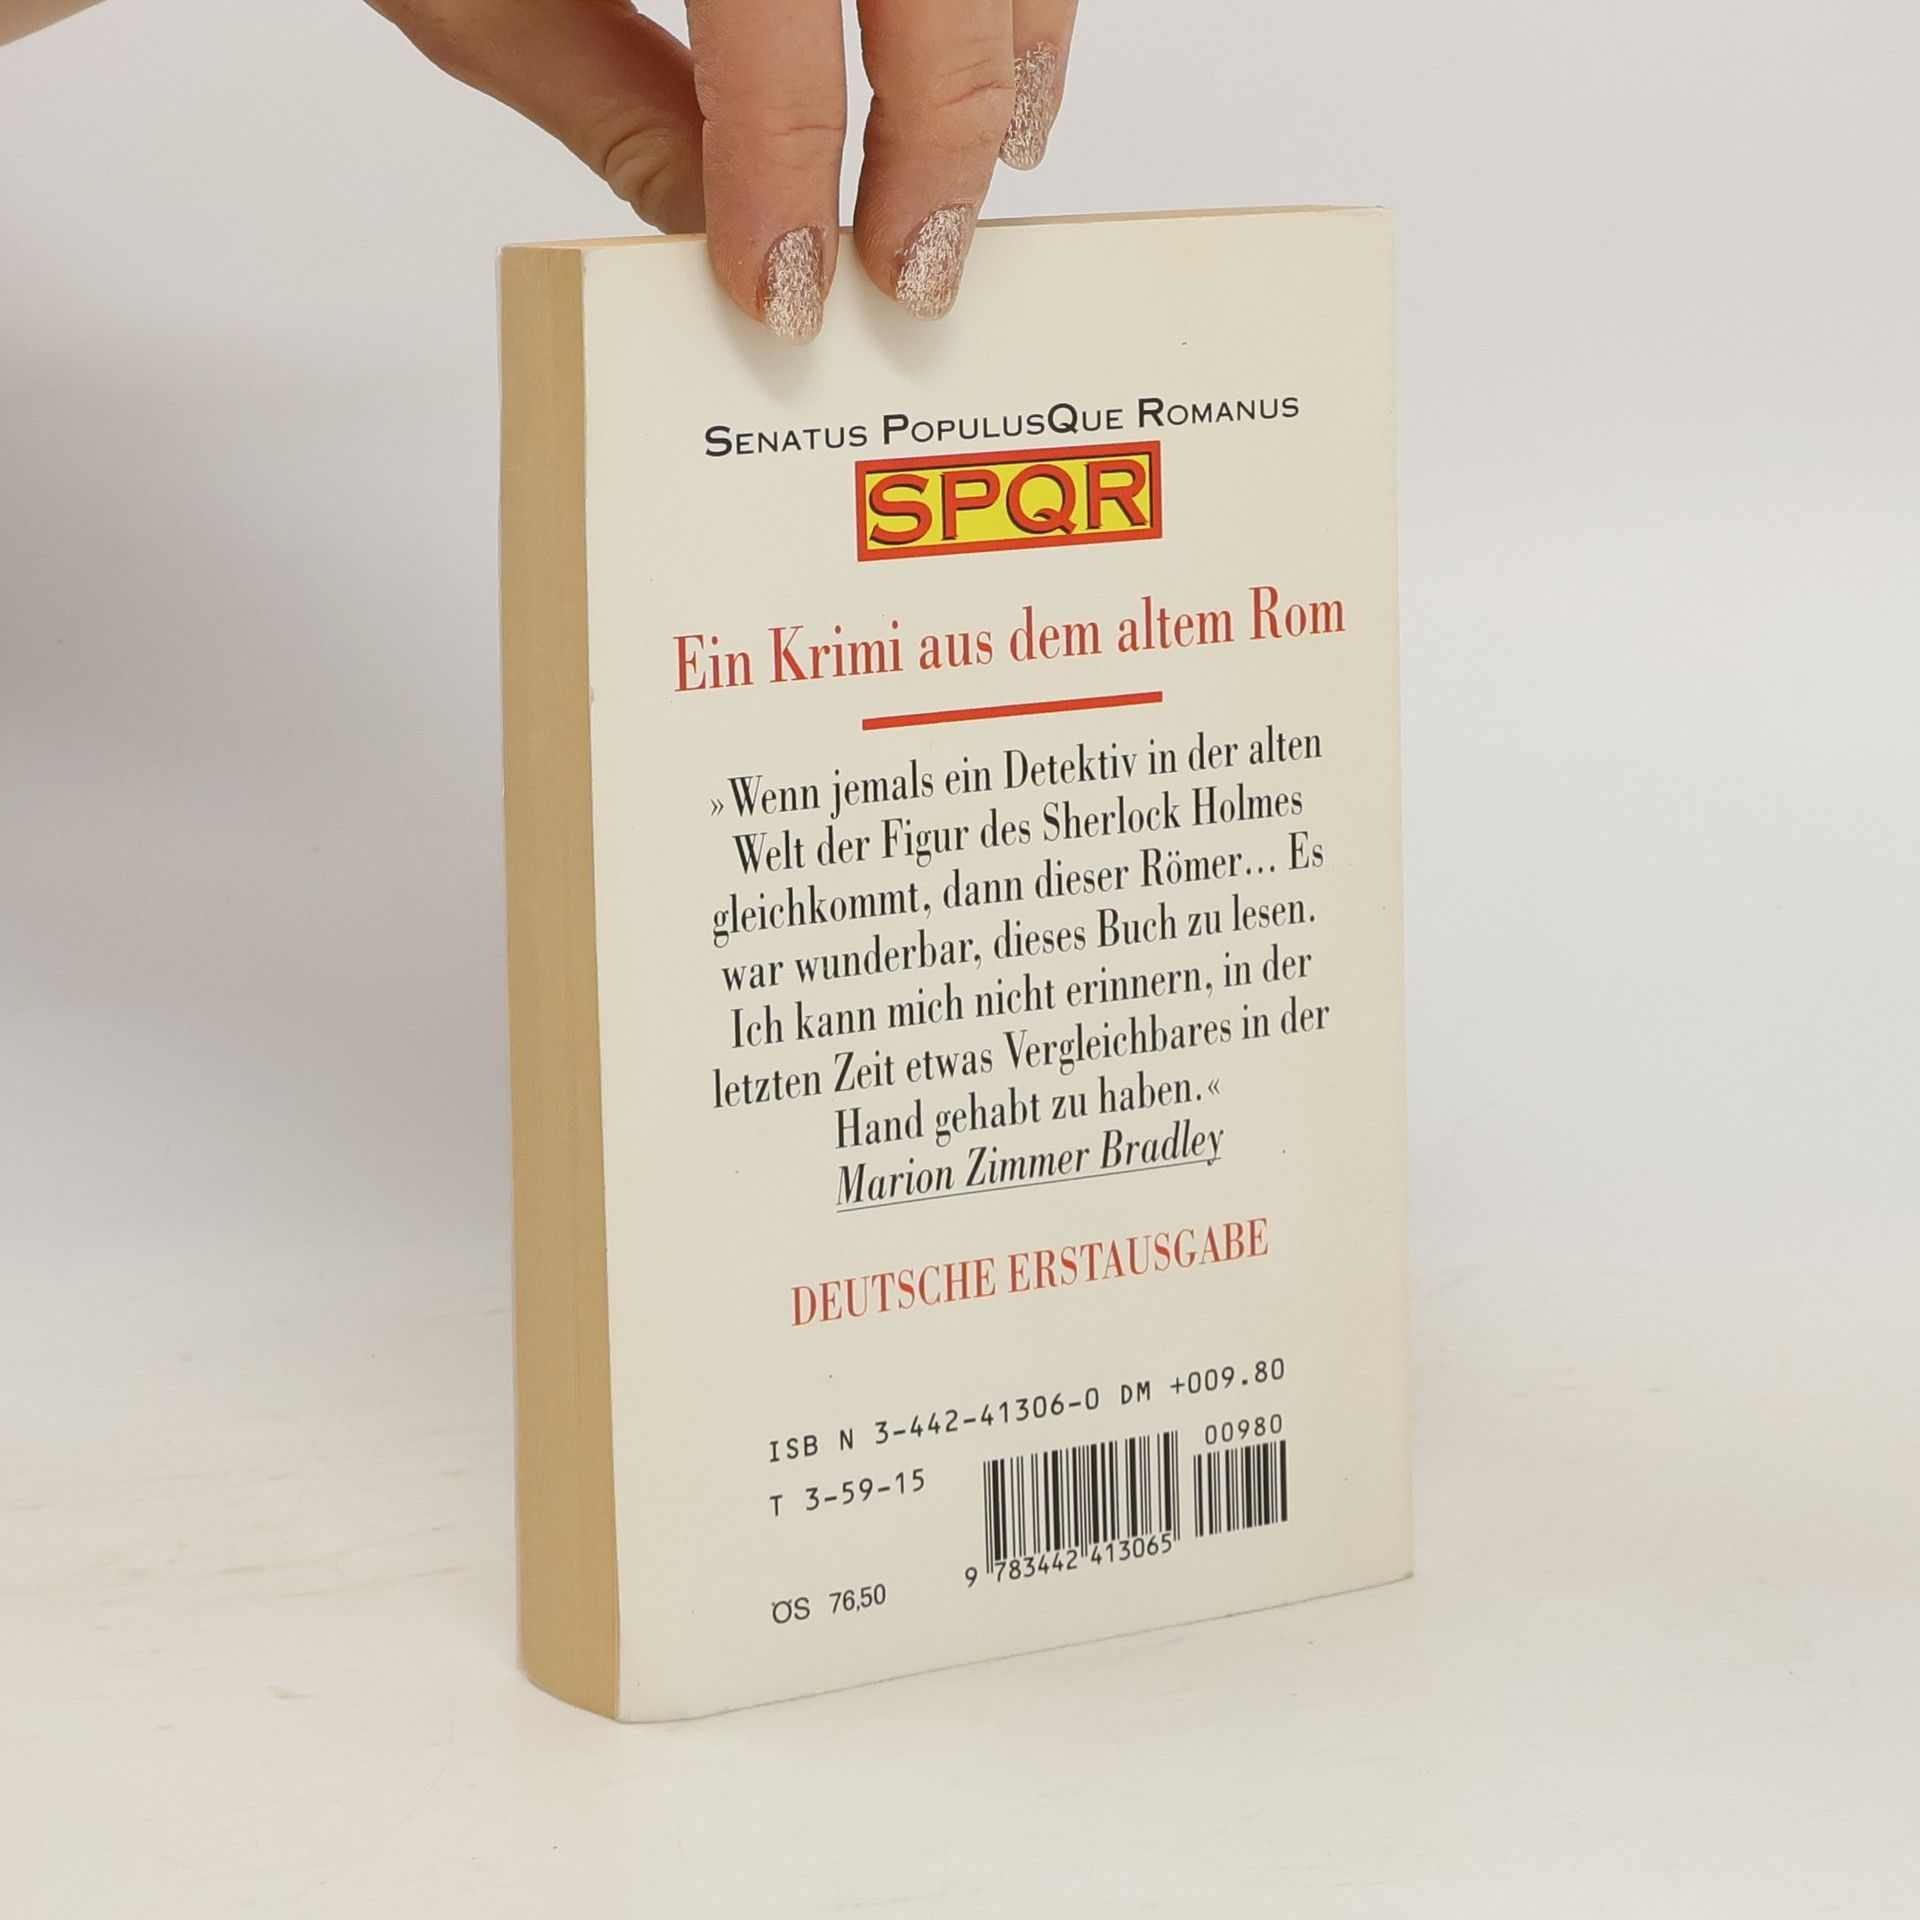 SENATUS POPULUSQUE ROMANUS
SPQR
Ein Krimi aus dem altem Rom
»Wenn jemals ein Detektiv in der alten
Welt der Figur des Sherlock Holmes
gleichkommt, dann dieser Römer... Es
war wunderbar, dieses Buch zu lesen.
Ich kann mich nicht erinnern, in der
letzten Zeit etwas Vergleichbares in der
Hand gehabt zu haben.«
Marion Zimmer Bradley
DEUTSCHE ERSTAUSGABE
ISB N 3-442-41306-0 DM +009.80
T 3-59-15
00980
9 783442 413065
ÖS 76,50